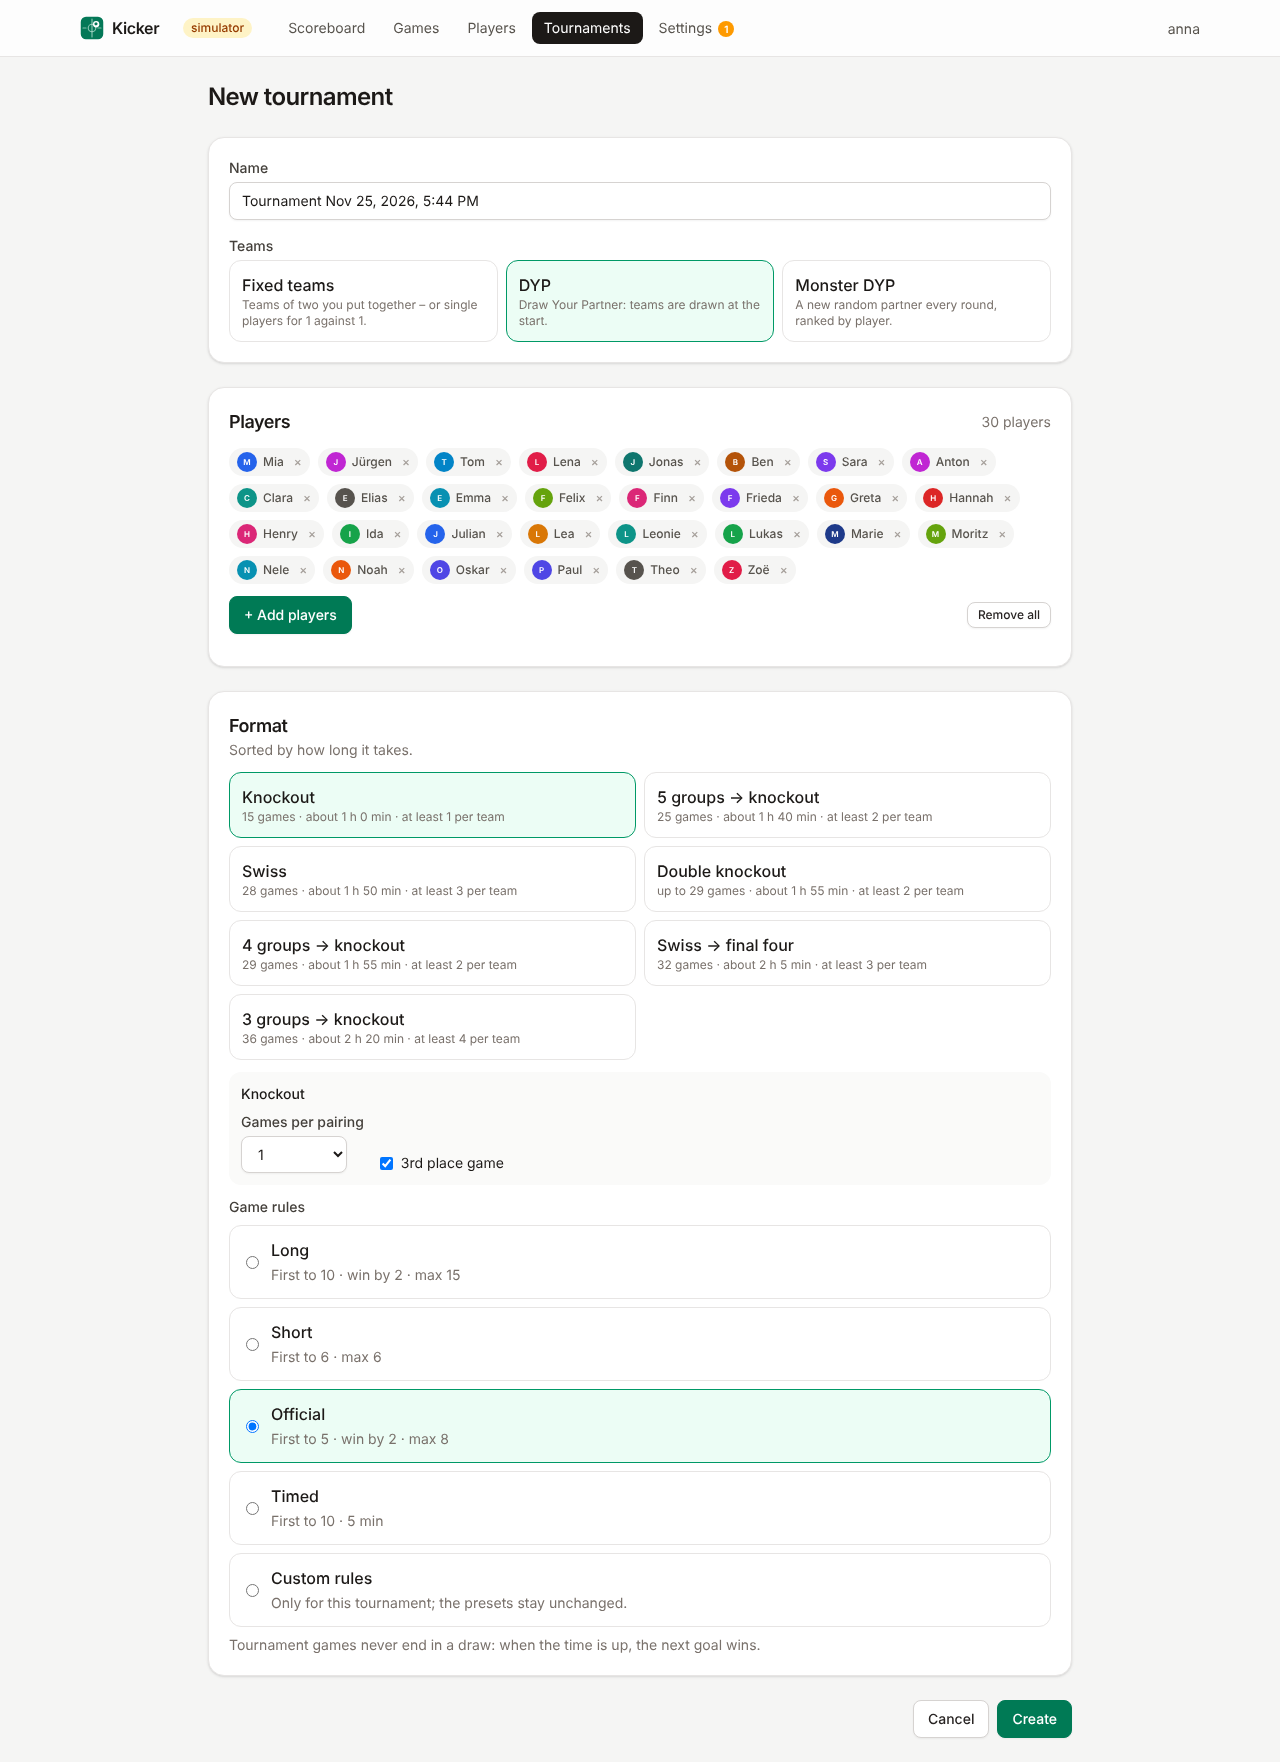 Kicker simulator Scoreboard Games Players Tournaments Settings 1 anna
New tournament
Name
Tournament Nov 25, 2026, 5:44 PM
Teams
Fixed teams
Teams of two you put together – or single
players for 1 against 1.
DYP
Draw Your Partner: teams are drawn at the
start.
Monster DYP
A new random partner every round,
ranked by player.
Players 30 players
M Mia × J Jürgen × T Tom × L Lena × J Jonas × B Ben × S Sara × A Anton ×
C Clara × E Elias × E Emma × F Felix × F Finn × F Frieda × G Greta × H Hannah ×
H Henry × I Ida × J Julian × L Lea × L Leonie × L Lukas × M Marie × M Moritz ×
N Nele × N Noah × O Oskar × P Paul × T Theo × Z Zoë ×
+ Add players Remove all
Format
Sorted by how long it takes.
Knockout
15 games · about 1 h 0 min · at least 1 per team
5 groups → knockout
25 games · about 1 h 40 min · at least 2 per team
Swiss
28 games · about 1 h 50 min · at least 3 per team
Double knockout
up to 29 games · about 1 h 55 min · at least 2 per team
4 groups → knockout
29 games · about 1 h 55 min · at least 2 per team
Swiss → final four
32 games · about 2 h 5 min · at least 3 per team
3 groups → knockout
36 games · about 2 h 20 min · at least 4 per team
Knockout
Games per pairing
1 3rd place game
Game rules
Long
First to 10 · win by 2 · max 15
Short
First to 6 · max 6
Official
First to 5 · win by 2 · max 8
Timed
First to 10 · 5 min
Custom rules
Only for this tournament; the presets stay unchanged.
Tournament games never end in a draw: when the time is up, the next goal wins.
Cancel Create